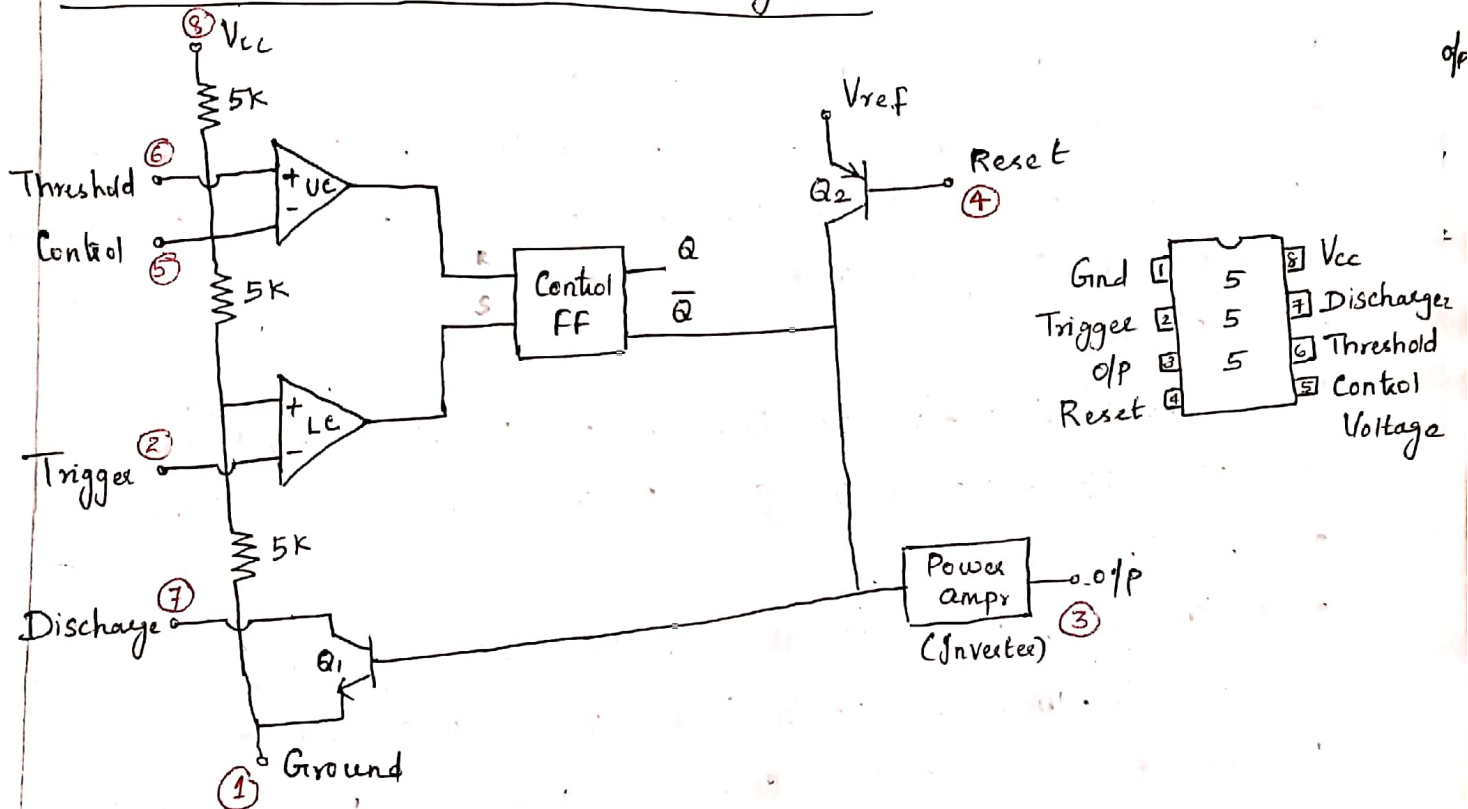 ⑧ Vcc
5K
⑥
Threshold
+ UC
-
Control
⑤
5K
R
S
Control
FF
Q
Q̅
Vref
Q2
Reset
④
Gnd 1
Trigger 2
O/P 3
Reset 4
5
5
5
8 Vcc
7 Discharger
6 Threshold
5 Control
Voltage
+ LC
-
②
Trigger
5K
⑦
Discharge
Q1
Power
ampr
(Inverter)
o/p
③
① Ground
o/p